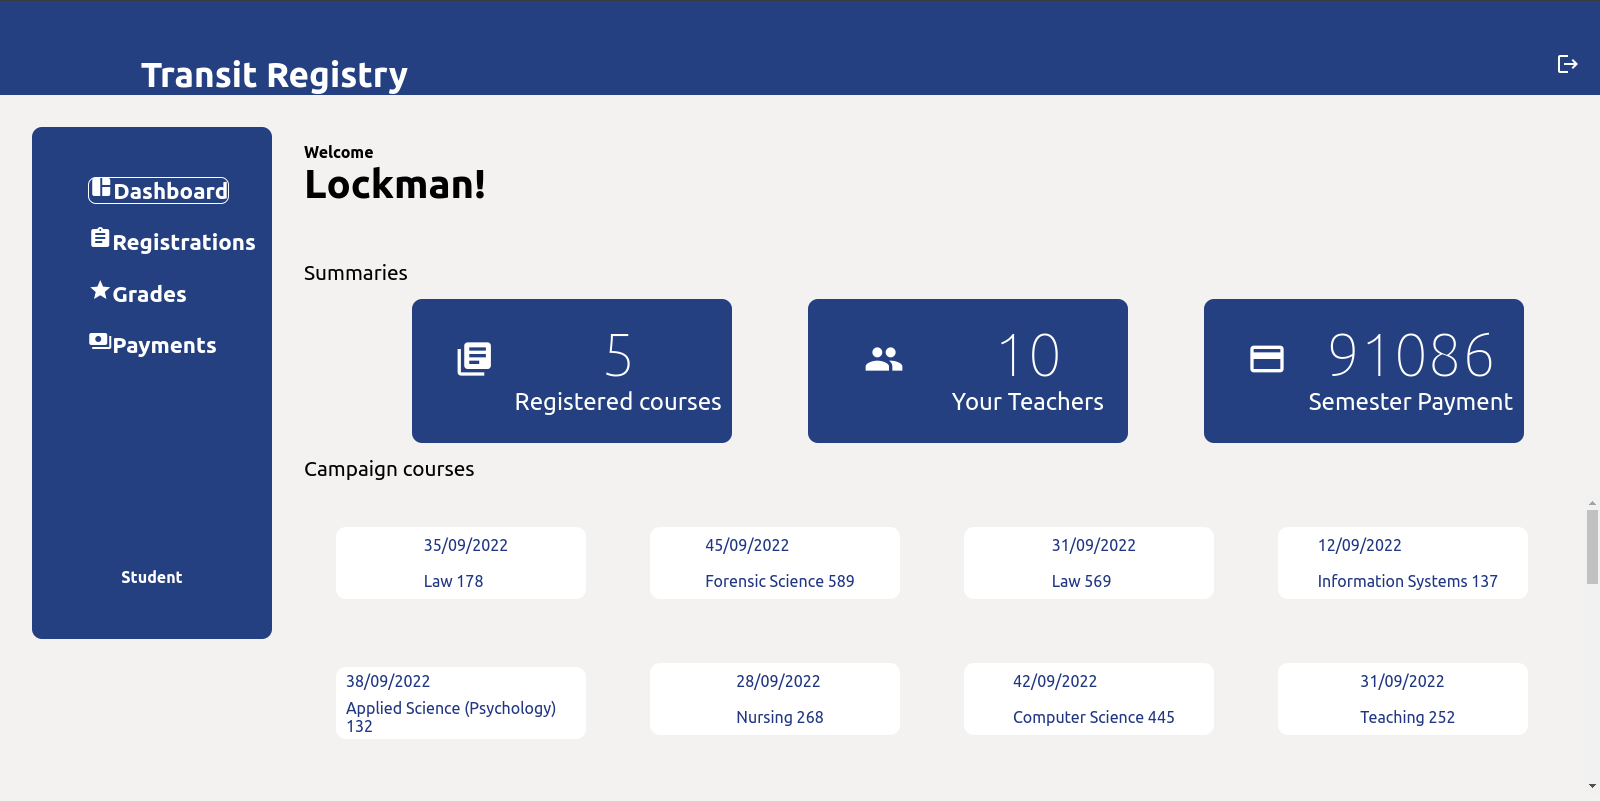 Transit Registry
Dashboard
Registrations
Grades
Payments
Student
Welcome
Lockman!
Summaries
5
Registered courses
10
Your Teachers
91086
Semester Payment
Campaign courses
35/09/2022
Law 178
45/09/2022
Forensic Science 589
31/09/2022
Law 569
12/09/2022
Information Systems 137
38/09/2022
Applied Science (Psychology)
132
28/09/2022
Nursing 268
42/09/2022
Computer Science 445
31/09/2022
Teaching 252